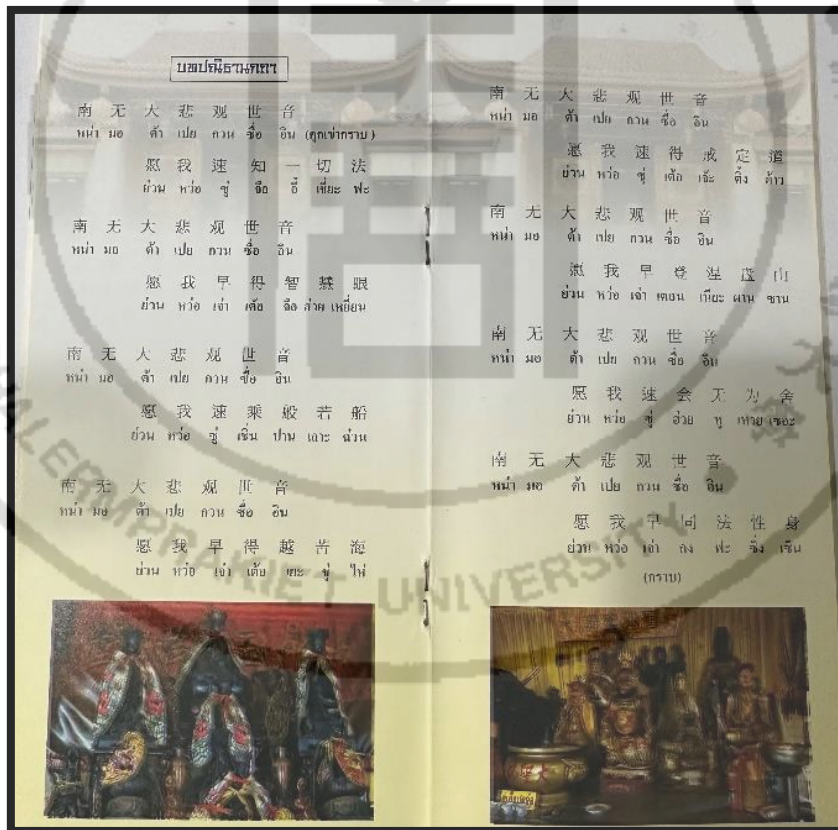 บทปณิธานคถา
南 无 大 悲 观 世 音
หน่า มอ ต้า เปย กวน ซื่อ อิน (คุกเข่ากราบ)
愿 我 速 知 一 切 法
ย่วน หว่อ ซู่ จือ อี้ เซี่ยะ ฟะ
南 无 大 悲 观 世 音
หน่า มอ ต้า เปย กวน ซื่อ อิน
愿 我 早 得 智 慧 眼
ย่วน หว่อ เจ่า เต้อ จือ ส่วย เหยี่ยน
南 无 大 悲 观 世 音
หน่า มอ ต้า เปย กวน ซื่อ อิน
愿 我 速 乘 般 若 船
ย่วน หว่อ ซู่ เชิ่น ปาน เฉวน
南 无 大 悲 观 世 音
หน่า มอ ต้า เปย กวน ซื่อ อิน
愿 我 早 得 越 苦 海
ย่วน หว่อ เจ่า เต้อ เยะ ขู่ ไห่
南 无 大 悲 观 世 音
หน่า มอ ต้า เปย กวน ซื่อ อิน
愿 我 速 得 戒 定 道
ย่วน หว่อ ซู่ เต้อ เจ้ะ ติ้ง ต้าว
南 无 大 悲 观 世 音
หน่า มอ ต้า เปย กวน ซื่อ อิน
愿 我 早 登 涅 盘 山
ย่วน หว่อ เจ่า เตอน เนียะ ผาน ซาน
南 无 大 悲 观 世 音
หน่า มอ ต้า เปย กวน ซื่อ อิน
愿 我 速 会 无 为 舍
ย่วน หว่อ ซู่ ฮ่วย หู เหวย เซอะ
南 无 大 悲 观 世 音
หน่า มอ ต้า เปย กวน ซื่อ อิน
愿 我 早 同 法 性 身
ย่วน หว่อ เจ่า ถง ฟะ ซิ่ง เซิน
(กราบ)
UNIVERSITY